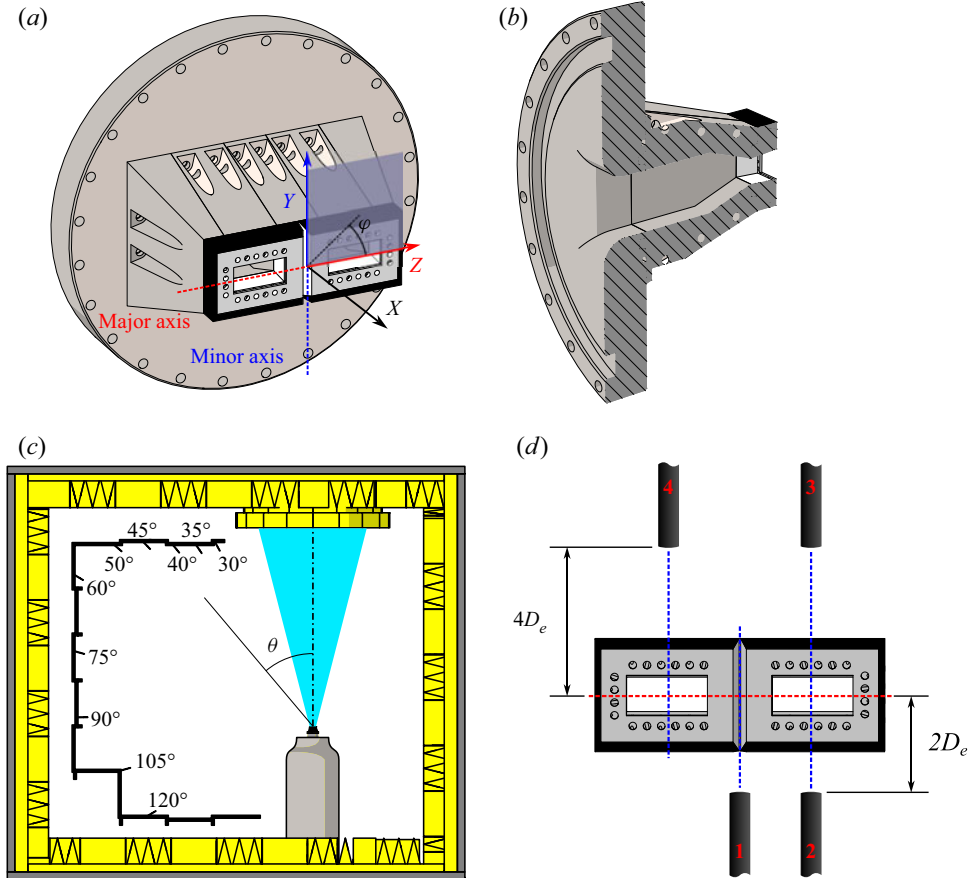 (a)
(b)
Y
φ
Z
X
Major axis
Minor axis
(c)
(d)
45° 35°
50° 40° 30°
60°
θ
75°
90°
105°
120°
4 3
4Dₑ
2Dₑ
1 2